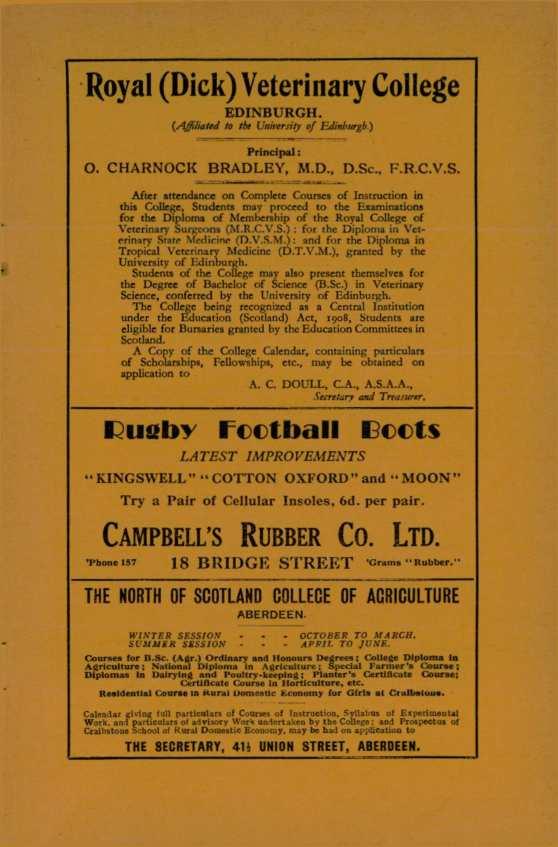 Royal (Dick) Veterinary College
EDINBURGH.
(Affiliated to the University of Edinburgh.)
Principal:
O. CHARNOCK BRADLEY, M.D., D.Sc., F.R.C.V.S.
After attendance on Complete Courses of Instruction in
this College, Students may proceed to the Examinations
for the Diploma of Membership of the Royal College of
Veterinary Surgeons (M.R.C.V.S.): for the Diploma in Vet-
erinary State Medicine (D.V.S.M.): and for the Diploma in
Tropical Veterinary Medicine (D.T.V.M.), granted by the
University of Edinburgh.
Students of the College may also present themselves for
the Degree of Bachelor of Science (B.Sc.) in Veterinary
Science, conferred by the University of Edinburgh.
The College being recognized as a Central Institution
under the Education (Scotland) Act, 1908, Students are
eligible for Bursaries granted by the Education Committees in
Scotland.
A Copy of the College Calendar, containing particulars
of Scholarships, Fellowships, etc., may be obtained on
application to
A. C. DOULL, C.A., A.S.A.A.,
Secretary and Treasurer.
Rugby Football Boots
LATEST IMPROVEMENTS
"KINGSWELL" "COTTON OXFORD" and "MOON"
Try a Pair of Cellular Insoles, 6d. per pair.
CAMPBELL'S RUBBER CO. LTD.
'Phone 157 18 BRIDGE STREET 'Grams "Rubber."
THE NORTH OF SCOTLAND COLLEGE OF AGRICULTURE
ABERDEEN.
WINTER SESSION - - - OCTOBER TO MARCH.
SUMMER SESSION - - - APRIL TO JUNE.
Courses for B.Sc. (Agr.) Ordinary and Honours Degrees; College Diploma in
Agriculture; National Diploma in Agriculture; Special Farmer's Course;
Diplomas in Dairying and Poultry-keeping; Planter's Certificate Course;
Certificate Course in Horticulture, etc.
Residential Course in Rural Domestic Economy for Girls at Craibstone.
Calendar giving full particulars of Courses of Instruction, Syllabus of Experimental
Work, and particulars of advisory Work undertaken by the College; and Prospectus of
Craibstone School of Rural Domestic Economy, may be had on application to
THE SECRETARY, 41½ UNION STREET, ABERDEEN.